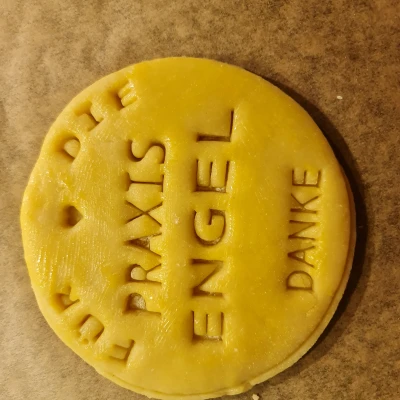 FÜR ♥ DIE
PRAXIS
ENGEL
DANKE